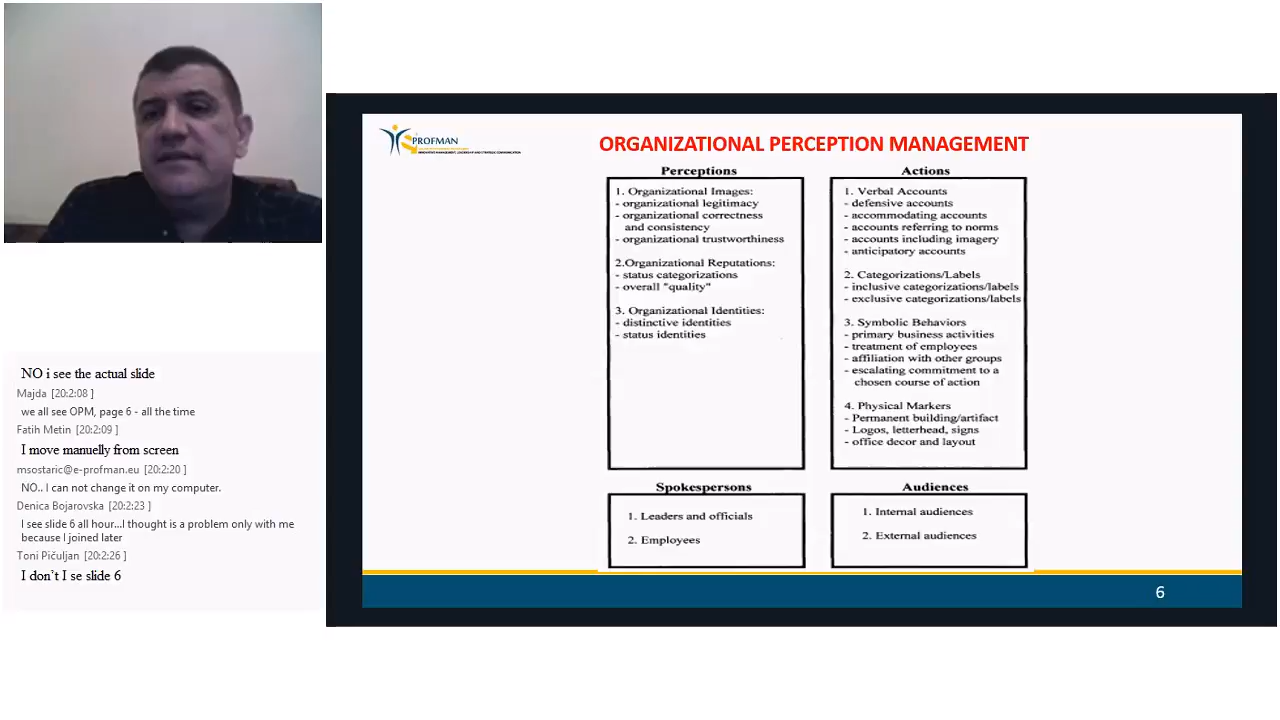 NO i see the actual slide
Majda [20:2:08 ]
we all see OPM, page 6 - all the time
Fatih Metin [20:2:09 ]
I move manuelly from screen
msostaric@e-profman.eu [20:2:20 ]
NO.. I can not change it on my computer.
Denica Bojarovska [20:2:23 ]
I see slide 6 all hour...I thought is a problem only with me
because I joined later
Toni Pičuljan [20:2:26 ]
I don't I se slide 6
PROFMAN
INNOVATIVE MANAGEMENT, LEADERSHIP AND STRATEGIC COMMUNICATION
ORGANIZATIONAL PERCEPTION MANAGEMENT
Perceptions
1. Organizational Images:
- organizational legitimacy
- organizational correctness
and consistency
- organizational trustworthiness
2.Organizational Reputations:
- status categorizations
- overall "quality"
3. Organizational Identities:
- distinctive identities
- status identities
Actions
1. Verbal Accounts
- defensive accounts
- accommodating accounts
- accounts referring to norms
- accounts including imagery
- anticipatory accounts
2. Categorizations/Labels
- inclusive categorizations/labels
- exclusive categorizations/labels
3. Symbolic Behaviors
- primary business activities
- treatment of employees
- affiliation with other groups
- escalating commitment to a
chosen course of action
4. Physical Markers
- Permanent building/artifact
- Logos, letterhead, signs
- office decor and layout
Spokespersons
1. Leaders and officials
2. Employees
Audiences
1. Internal audiences
2. External audiences
6